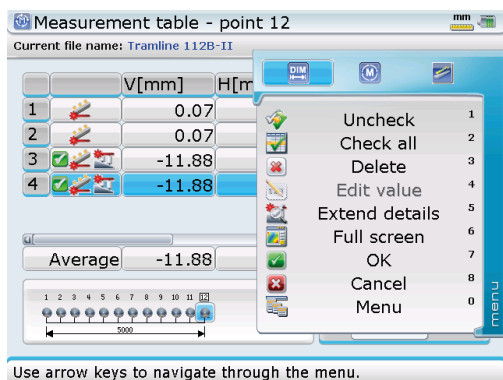 Measurement table - point 12
mm
Current file name: Tramline 112B-II
V[mm] H[m
1 0.07
2 0.07
3 -11.88
4 -11.88
Average -11.88
1 2 3 4 5 6 7 8 9 10 11 12
5000
DIM
M
Uncheck 1
Check all 2
Delete 3
Edit value 4
Extend details 5
Full screen 6
OK 7
Cancel 8
Menu 0
menu
Use arrow keys to navigate through the menu.